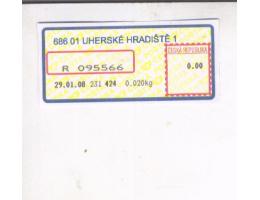 686 01 UHERSKÉ HRADIŠTĚ 1
ČESKÁ REPUBLIKA
R 095566
0.00
29.01.08 231 424 0.020kg